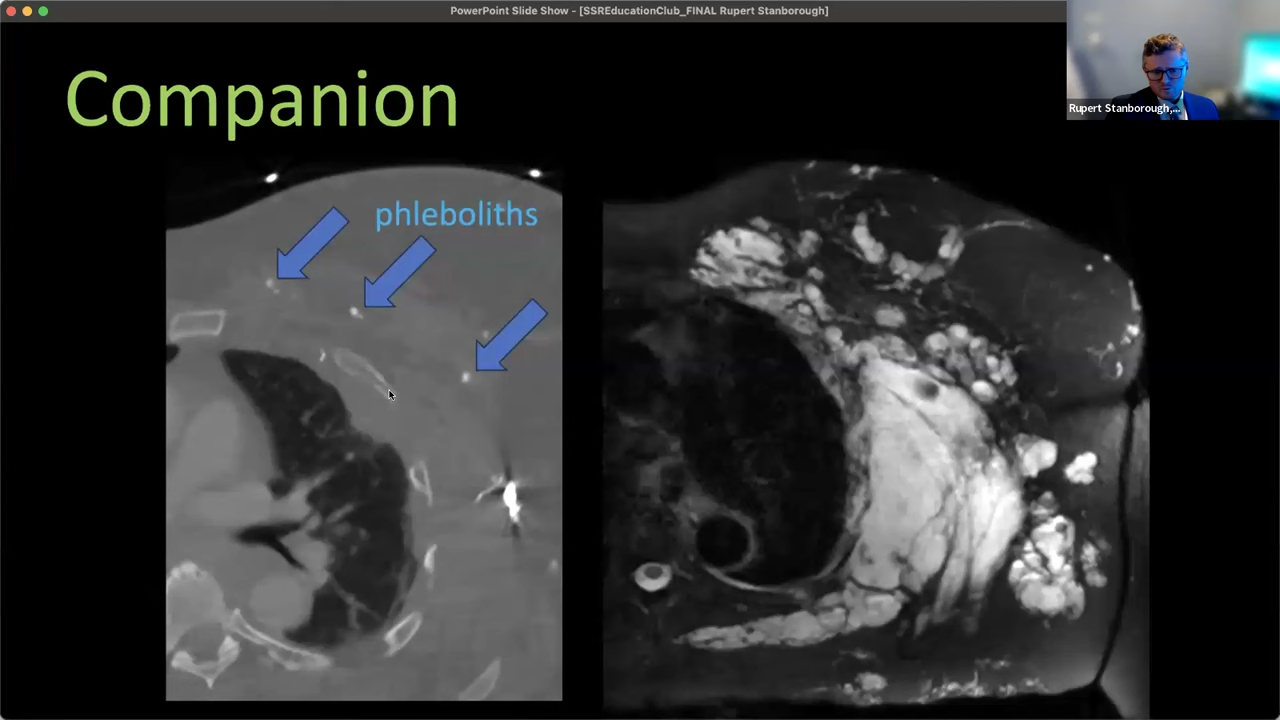 PowerPoint Slide Show - [SSREducationClub_FINAL Rupert Stanborough]
Rupert Stanborough,...
Companion
phleboliths